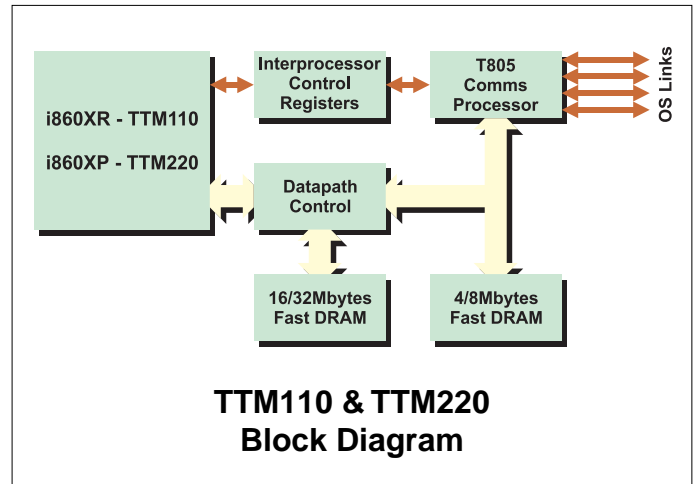 i860XR - TTM110
i860XP - TTM220
Interprocessor
Control
Registers
T805
Comms
Processor
OS Links
Datapath
Control
16/32Mbytes
Fast DRAM
4/8Mbytes
Fast DRAM
TTM110 & TTM220
Block Diagram